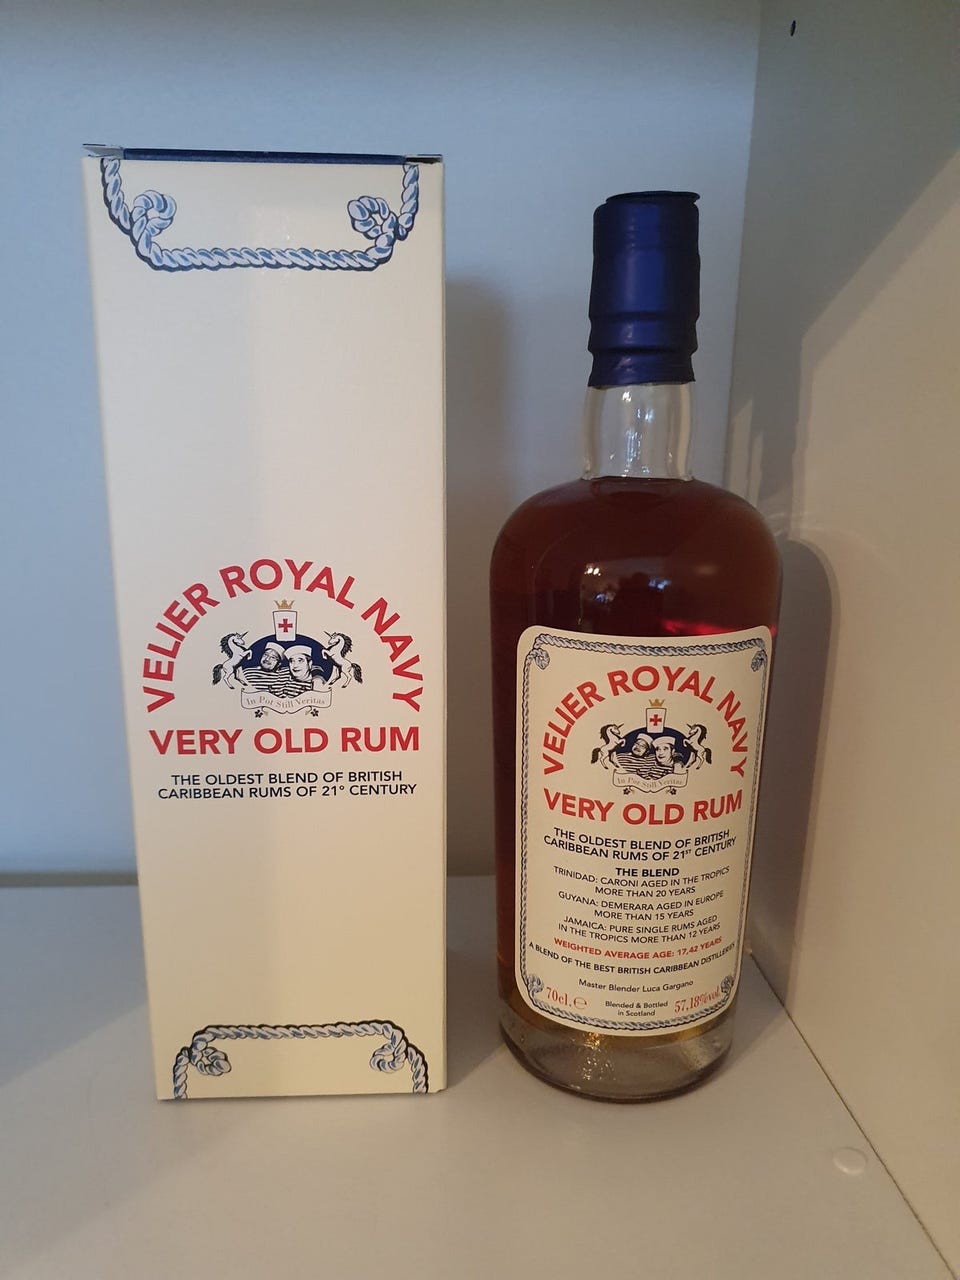 VELIER ROYAL NAVY
In Pot Still Veritas
VERY OLD RUM
THE OLDEST BLEND OF BRITISH
CARIBBEAN RUMS OF 21° CENTURY
VELIER ROYAL NAVY
In Pot Still Veritas
VERY OLD RUM
THE OLDEST BLEND OF BRITISH
CARIBBEAN RUMS OF 21ST CENTURY
THE BLEND
TRINIDAD: CARONI AGED IN THE TROPICS
MORE THAN 20 YEARS
GUYANA: DEMERARA AGED IN EUROPE
MORE THAN 15 YEARS
JAMAICA: PURE SINGLE RUMS AGED
IN THE TROPICS MORE THAN 12 YEARS
WEIGHTED AVERAGE AGE: 17,42 YEARS
A BLEND OF THE BEST BRITISH CARIBBEAN DISTILLERIES
Master Blender Luca Gargano
70cl. ℮ Blended & Bottled 57,18%vol.
in Scotland